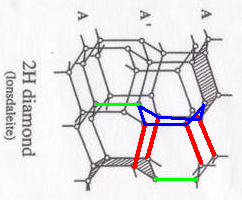 A A' A
2H diamond
(lonsdaleite)